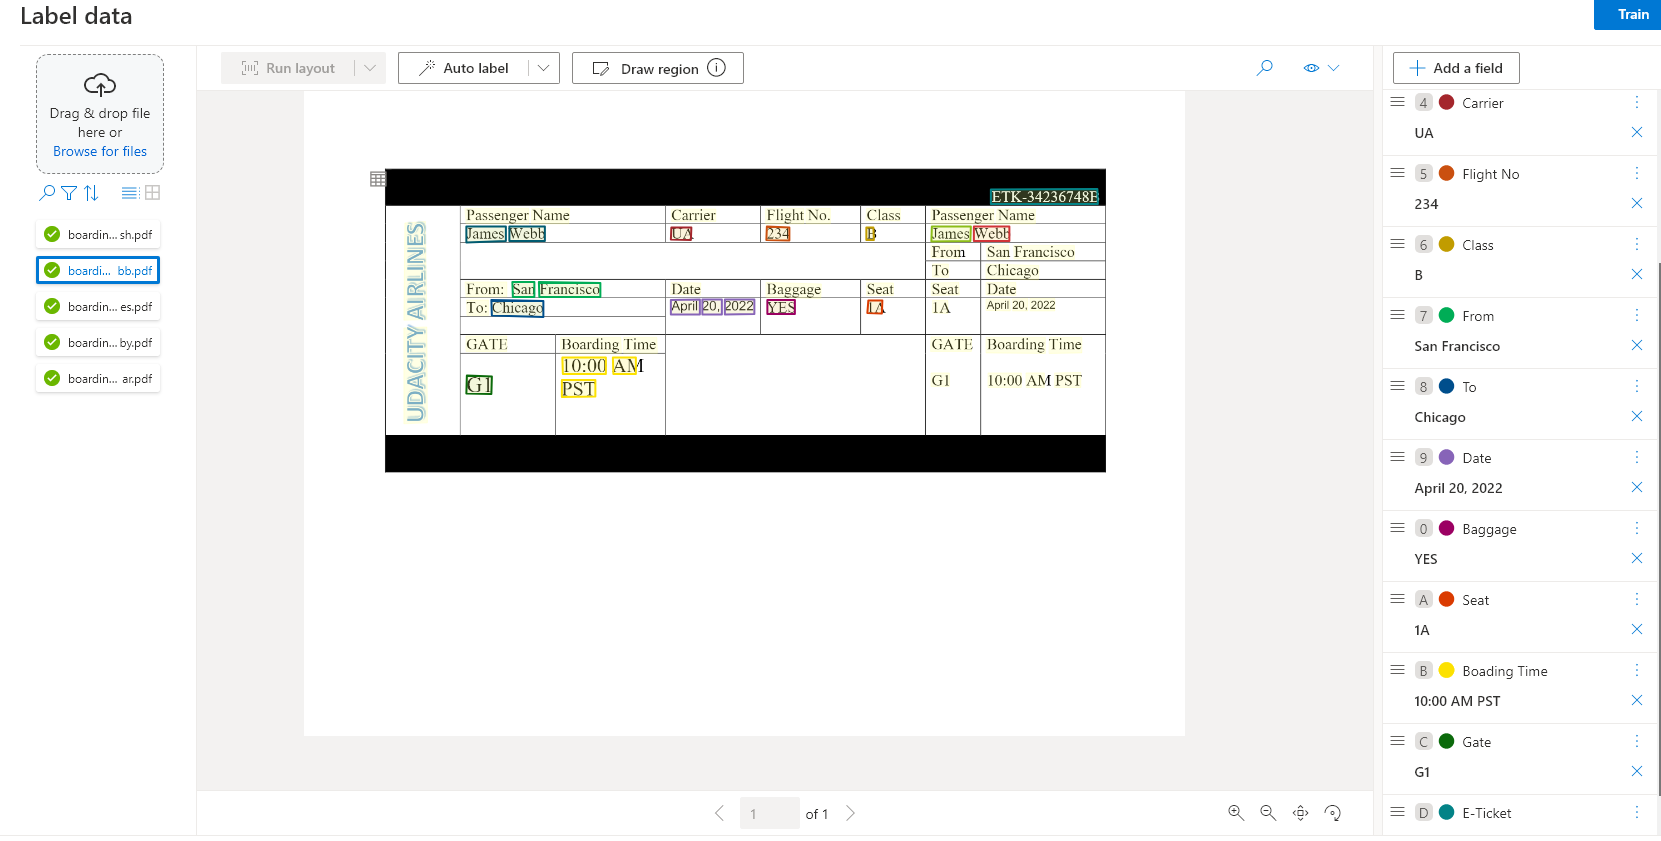 Label data
Train
Drag & drop file
here or
Browse for files
boardin... sh.pdf
boardi... bb.pdf
boardin... es.pdf
boardin... by.pdf
boardin... ar.pdf
Run layout
Auto label
Draw region
ETK-34236748B
UDACITY AIRLINES
Passenger Name Carrier Flight No. Class Passenger Name
James Webb UA 234 B James Webb
From San Francisco
To Chicago
From: San Francisco Date Baggage Seat Seat Date
To: Chicago April 20, 2022 YES 1A 1A April 20, 2022
GATE Boarding Time GATE Boarding Time
10:00 AM
G1 PST G1 10:00 AM PST
1 of 1
Add a field
4 Carrier
UA
5 Flight No
234
6 Class
B
7 From
San Francisco
8 To
Chicago
9 Date
April 20, 2022
0 Baggage
YES
A Seat
1A
B Boading Time
10:00 AM PST
C Gate
G1
D E-Ticket